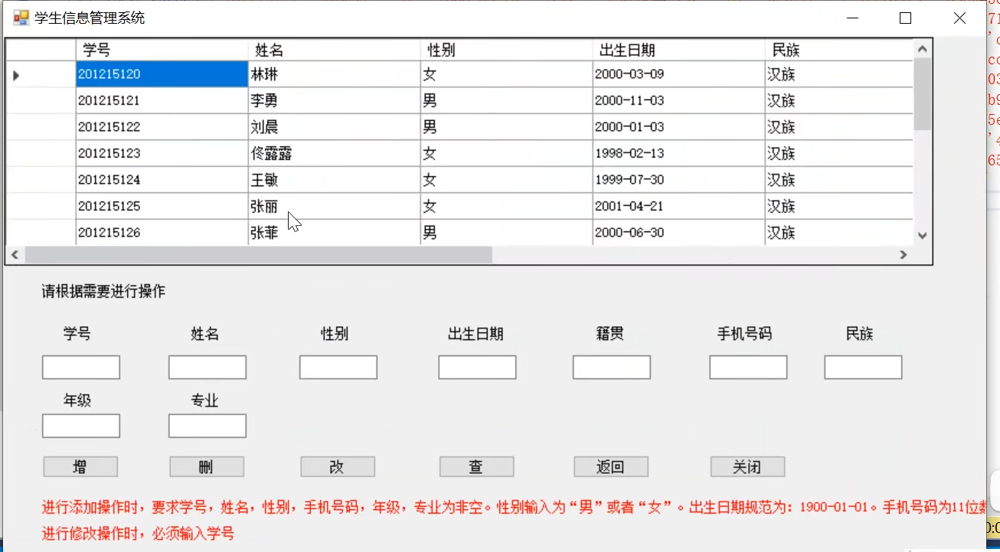 学生信息管理系统
学号 姓名 性别 出生日期 民族
201215120 林琳 女 2000-03-09 汉族
201215121 李勇 男 2000-11-03 汉族
201215122 刘晨 男 2000-01-03 汉族
201215123 佟露露 女 1998-02-13 汉族
201215124 王敏 女 1999-07-30 汉族
201215125 张丽 女 2001-04-21 汉族
201215126 张菲 男 2000-06-30 汉族
请根据需要进行操作
学号 姓名 性别 出生日期 籍贯 手机号码 民族
年级 专业
增 删 改 查 返回 关闭
进行添加操作时，要求学号，姓名，性别，手机号码，年级，专业为非空。性别输入为“男”或者“女”。出生日期规范为：1900-01-01。手机号码为11位
进行修改操作时，必须输入学号